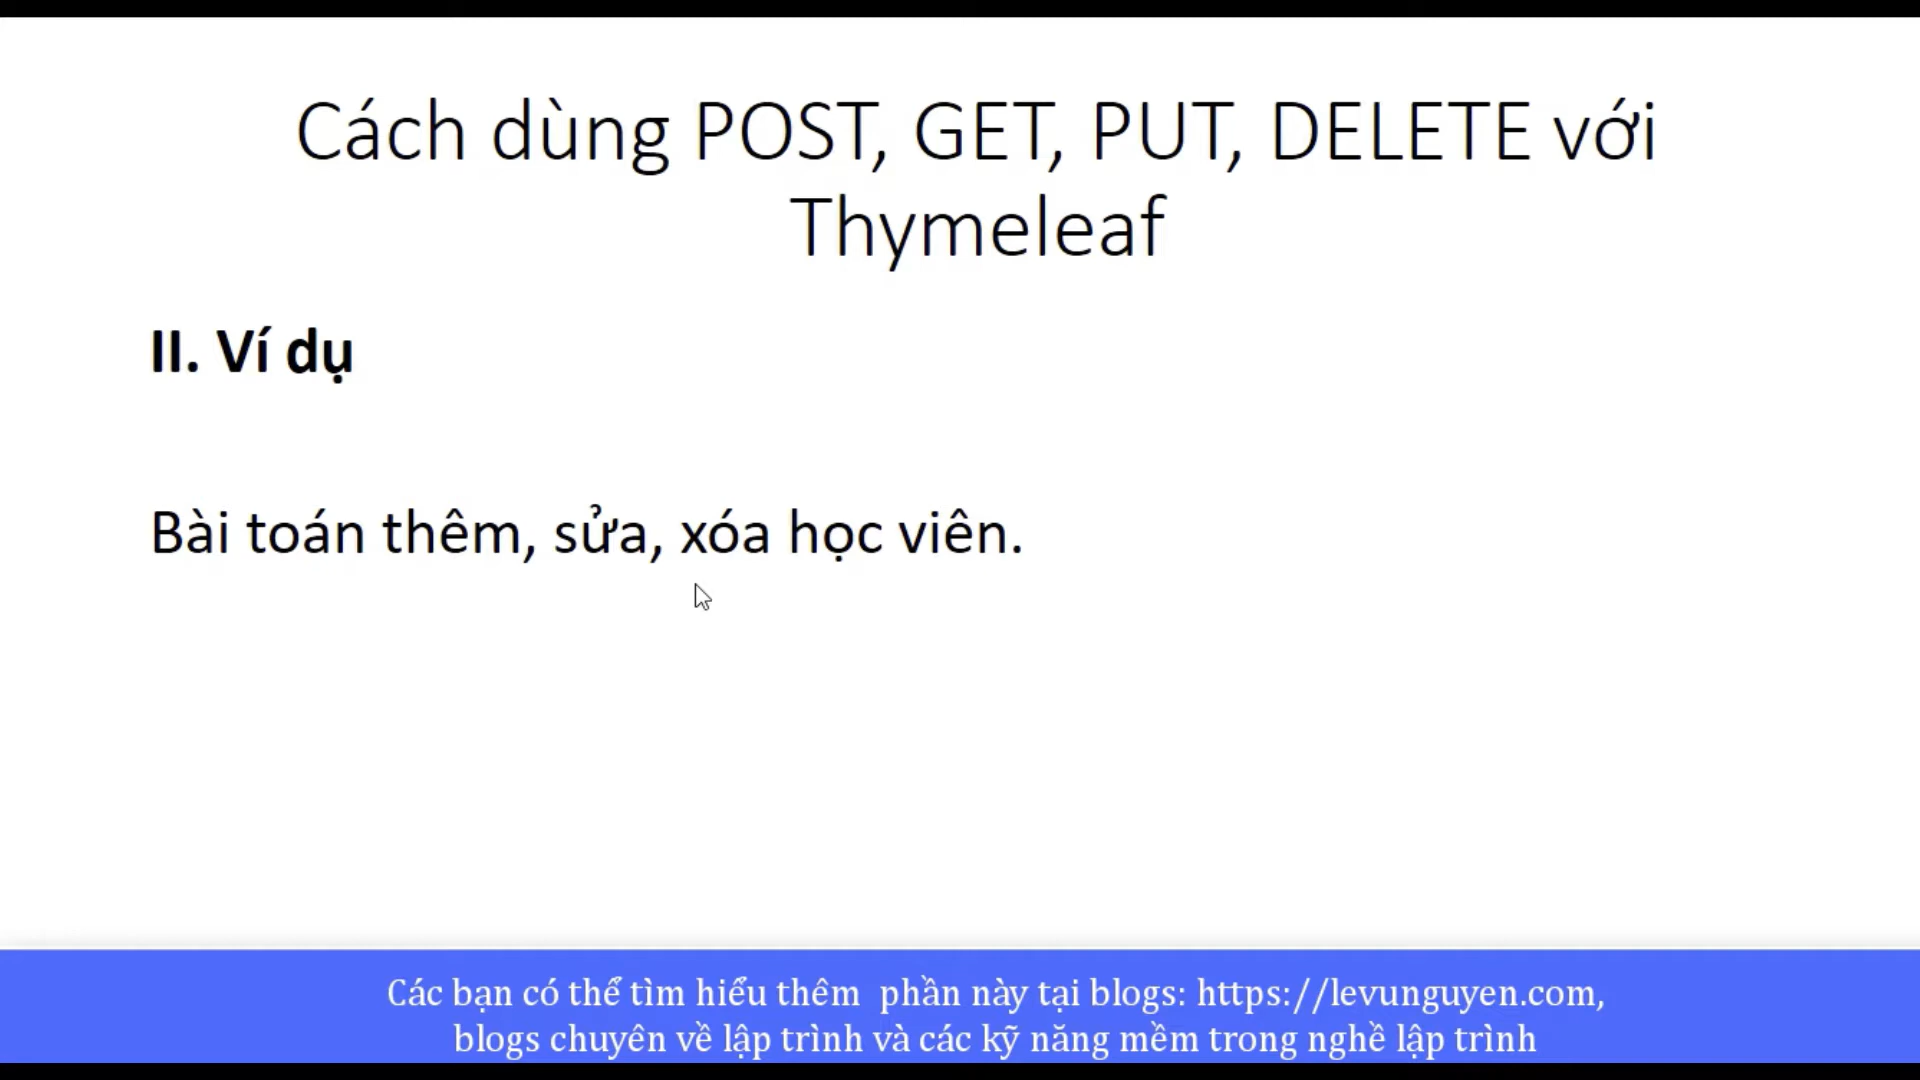 Cách dùng POST, GET, PUT, DELETE với
Thymeleaf
II. Ví dụ
Bài toán thêm, sửa, xóa học viên.
Các bạn có thể tìm hiểu thêm  phần này tại blogs: https://levunguyen.com,
blogs chuyên về lập trình và các kỹ năng mềm trong nghề lập trình